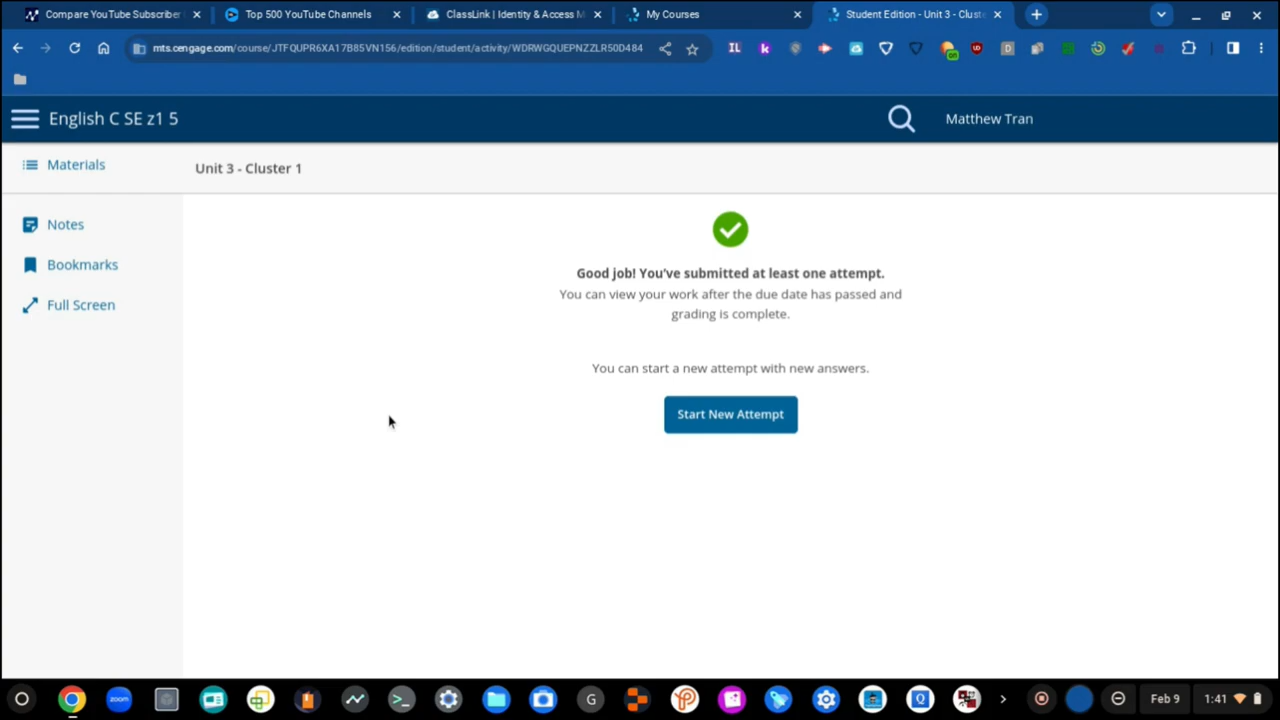 Compare YouTube Subscriber
Top 500 YouTube Channels
ClassLink | Identity & Access M
My Courses
Student Edition - Unit 3 - Cluste
mts.cengage.com/course/JTFQUPR6XA17B85VN156/edition/student/activity/WDRWGQUEPNZZLR50D484
English C SE z1 5
Matthew Tran
Materials
Unit 3 - Cluster 1
Notes
Bookmarks
Full Screen
Good job! You've submitted at least one attempt.
You can view your work after the due date has passed and
grading is complete.
You can start a new attempt with new answers.
Start New Attempt
zoom
Feb 9
1:41